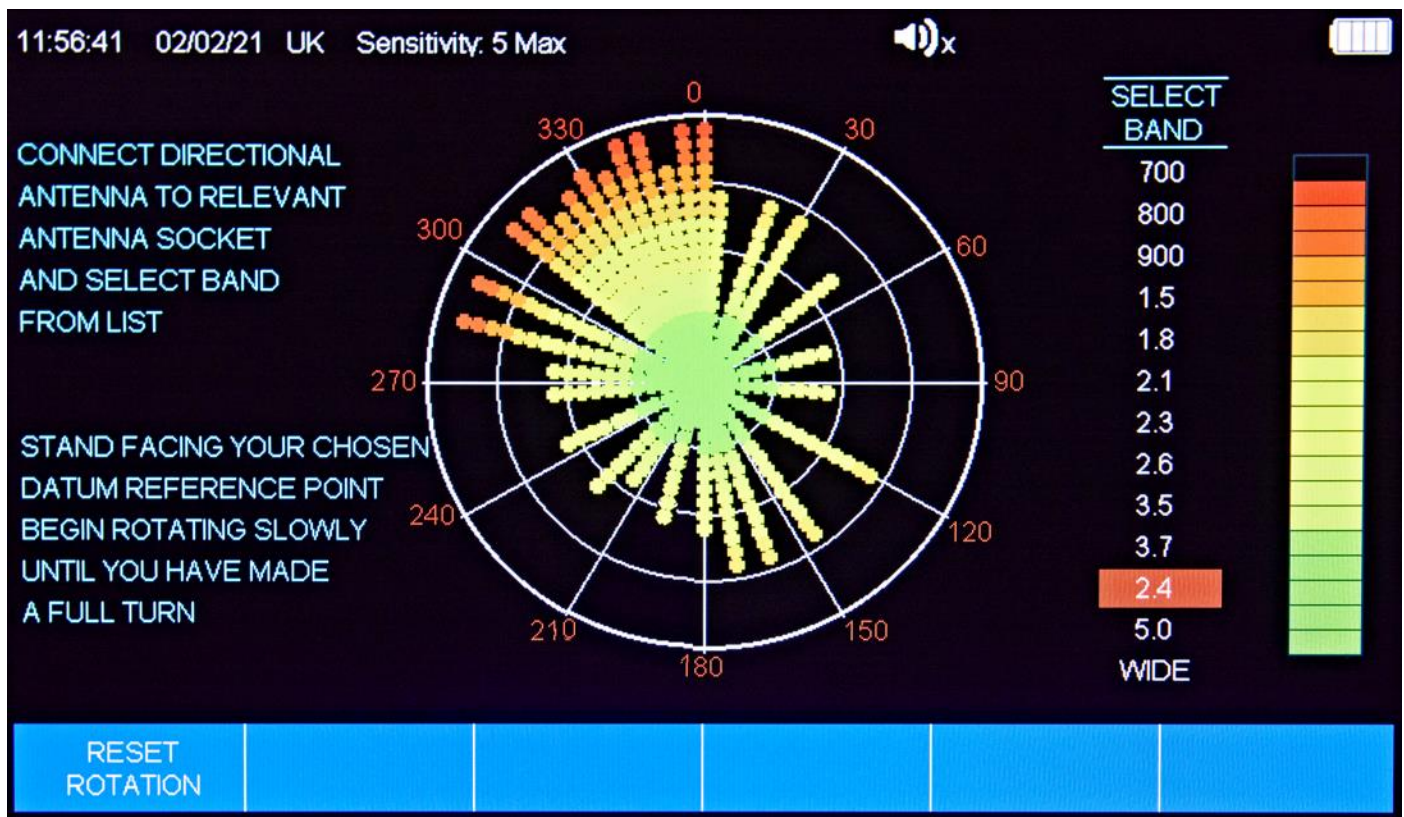 11:56:41 02/02/21 UK Sensitivity: 5 Max
x
CONNECT DIRECTIONAL
ANTENNA TO RELEVANT
ANTENNA SOCKET
AND SELECT BAND
FROM LIST
STAND FACING YOUR CHOSEN
DATUM REFERENCE POINT
BEGIN ROTATING SLOWLY
UNTIL YOU HAVE MADE
A FULL TURN
0
30
60
90
120
150
180
210
240
270
300
330
SELECT
BAND
700
800
900
1.5
1.8
2.1
2.3
2.6
3.5
3.7
2.4
5.0
WIDE
RESET
ROTATION